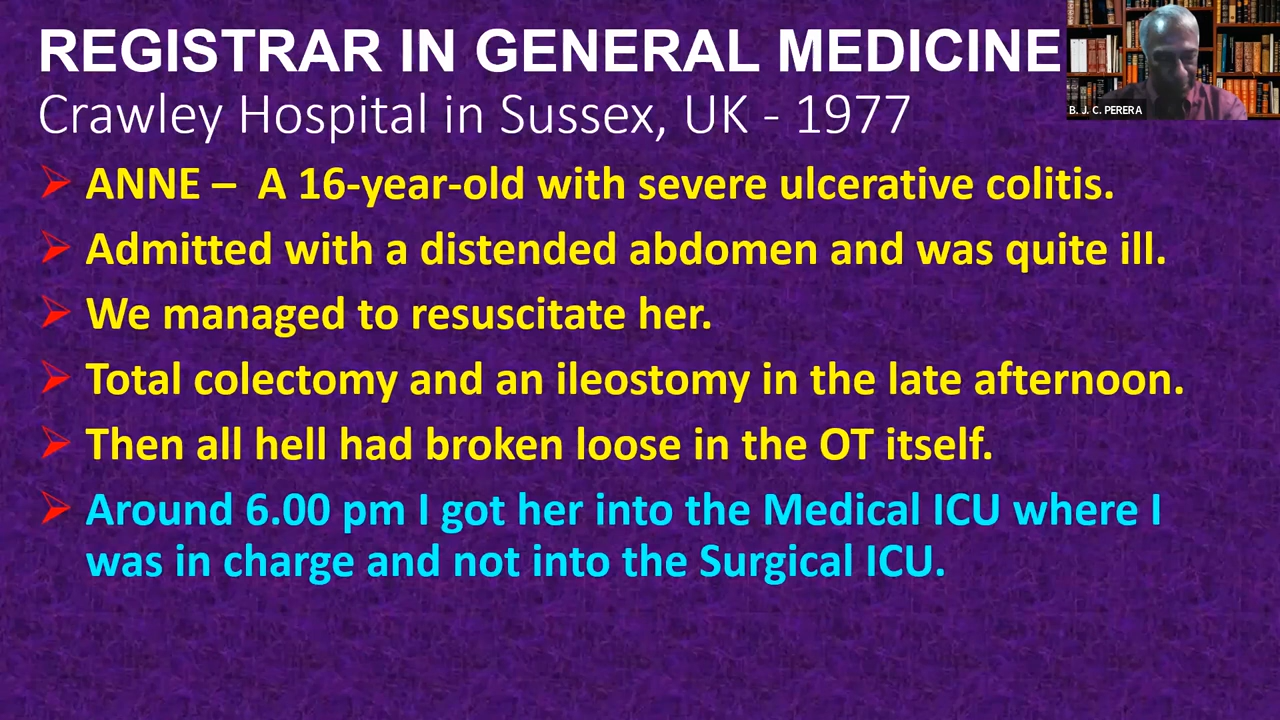 REGISTRAR IN GENERAL MEDICINE
Crawley Hospital in Sussex, UK - 1977
B. J. C. PERERA
ANNE – A 16-year-old with severe ulcerative colitis.
Admitted with a distended abdomen and was quite ill.
We managed to resuscitate her.
Total colectomy and an ileostomy in the late afternoon.
Then all hell had broken loose in the OT itself.
Around 6.00 pm I got her into the Medical ICU where I
was in charge and not into the Surgical ICU.